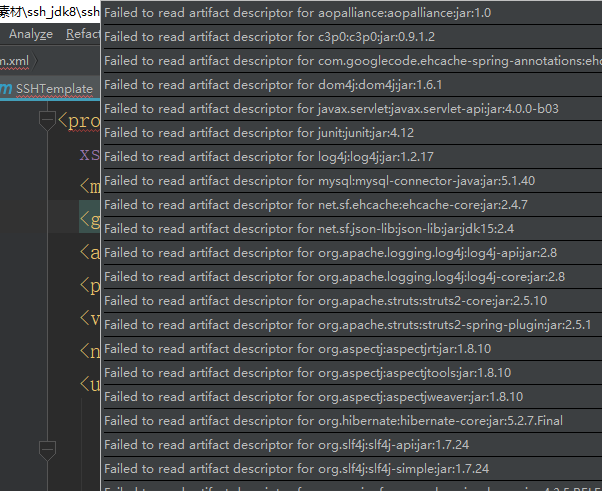 素材\ssh_jdk8\ssh
Analyze Refac
m.xml
m SSHTemplate
<pro
xs
<m
<g
<a
<p
<v
<n
<u
Failed to read artifact descriptor for aopalliance:aopalliance:jar:1.0
Failed to read artifact descriptor for c3p0:c3p0:jar:0.9.1.2
Failed to read artifact descriptor for com.googlecode.ehcache-spring-annotations:ehc
Failed to read artifact descriptor for dom4j:dom4j:jar:1.6.1
Failed to read artifact descriptor for javax.servlet:javax.servlet-api:jar:4.0.0-b03
Failed to read artifact descriptor for junit:junit:jar:4.12
Failed to read artifact descriptor for log4j:log4j:jar:1.2.17
Failed to read artifact descriptor for mysql:mysql-connector-java:jar:5.1.40
Failed to read artifact descriptor for net.sf.ehcache:ehcache-core:jar:2.4.7
Failed to read artifact descriptor for net.sf.json-lib:json-lib:jar:jdk15:2.4
Failed to read artifact descriptor for org.apache.logging.log4j:log4j-api:jar:2.8
Failed to read artifact descriptor for org.apache.logging.log4j:log4j-core:jar:2.8
Failed to read artifact descriptor for org.apache.struts:struts2-core:jar:2.5.10
Failed to read artifact descriptor for org.apache.struts:struts2-spring-plugin:jar:2.5.1
Failed to read artifact descriptor for org.aspectj:aspectjrt:jar:1.8.10
Failed to read artifact descriptor for org.aspectj:aspectjtools:jar:1.8.10
Failed to read artifact descriptor for org.aspectj:aspectjweaver:jar:1.8.10
Failed to read artifact descriptor for org.hibernate:hibernate-core:jar:5.2.7.Final
Failed to read artifact descriptor for org.slf4j:slf4j-api:jar:1.7.24
Failed to read artifact descriptor for org.slf4j:slf4j-simple:jar:1.7.24